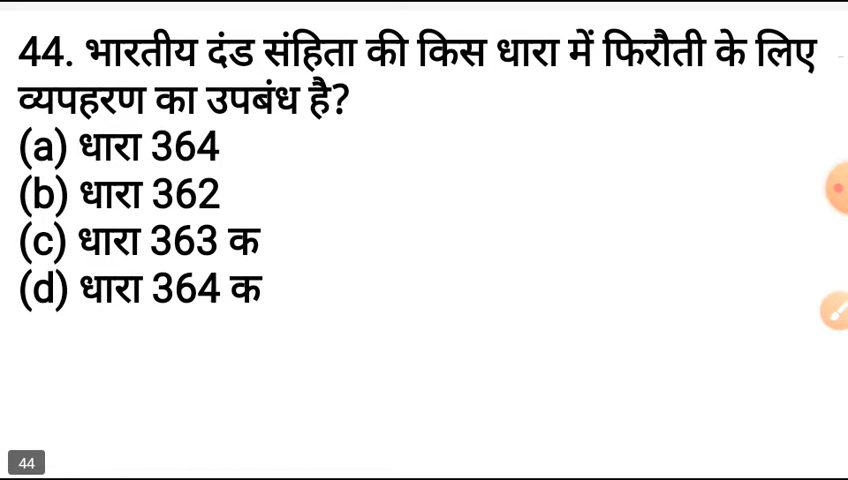 44. भारतीय दंड संहिता की किस धारा में फिरौती के लिए
व्यपहरण का उपबंध है?
(a) धारा 364
(b) धारा 362
(c) धारा 363 क
(d) धारा 364 क
44